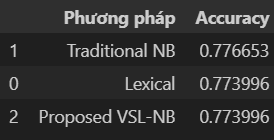 Phương pháp Accuracy
1 Traditional NB 0.776653
0 Lexical 0.773996
2 Proposed VSL-NB 0.773996